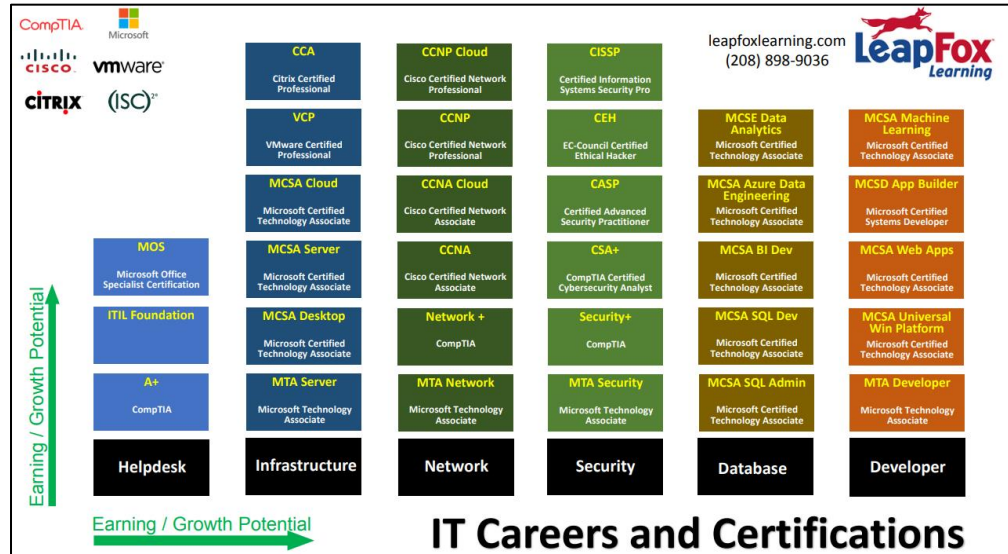 CompTIA.
Microsoft
CISCO
vmware®
CITRIX
(ISC)²®
leapfoxlearning.com
(208) 898-9036
LEAPFOX
Learning
CCA
Citrix Certified
Professional
CCNP Cloud
Cisco Certified Network
Professional
CISSP
Certified Information
Systems Security Pro
VCP
VMware Certified
Professional
CCNP
Cisco Certified Network
Professional
CEH
EC-Council Certified
Ethical Hacker
MCSE Data
Analytics
Microsoft Certified
Technology Associate
MCSA Machine
Learning
Microsoft Certified
Technology Associate
MCSA Cloud
Microsoft Certified
Technology Associate
CCNA Cloud
Cisco Certified Network
Associate
CASP
Certified Advanced
Security Practitioner
MCSA Azure Data
Engineering
Microsoft Certified
Technology Associate
MCSD App Builder
Microsoft Certified
Systems Developer
MOS
Microsoft Office
Specialist Certification
MCSA Server
Microsoft Certified
Technology Associate
CCNA
Cisco Certified Network
Associate
CSA+
CompTIA Certified
Cybersecurity Analyst
MCSA BI Dev
Microsoft Certified
Technology Associate
MCSA Web Apps
Microsoft Certified
Technology Associate
ITIL Foundation
MCSA Desktop
Microsoft Certified
Technology Associate
Network +
CompTIA
Security+
CompTIA
MCSA SQL Dev
Microsoft Certified
Technology Associate
MCSA Universal
Win Platform
Microsoft Certified
Technology Associate
A+
CompTIA
MTA Server
Microsoft Technology
Associate
MTA Network
Microsoft Technology
Associate
MTA Security
Microsoft Technology
Associate
MCSA SQL Admin
Microsoft Certified
Technology Associate
MTA Developer
Microsoft Technology
Associate
Helpdesk
Infrastructure
Network
Security
Database
Developer
Earning / Growth Potential
Earning / Growth Potential
IT Careers and Certifications